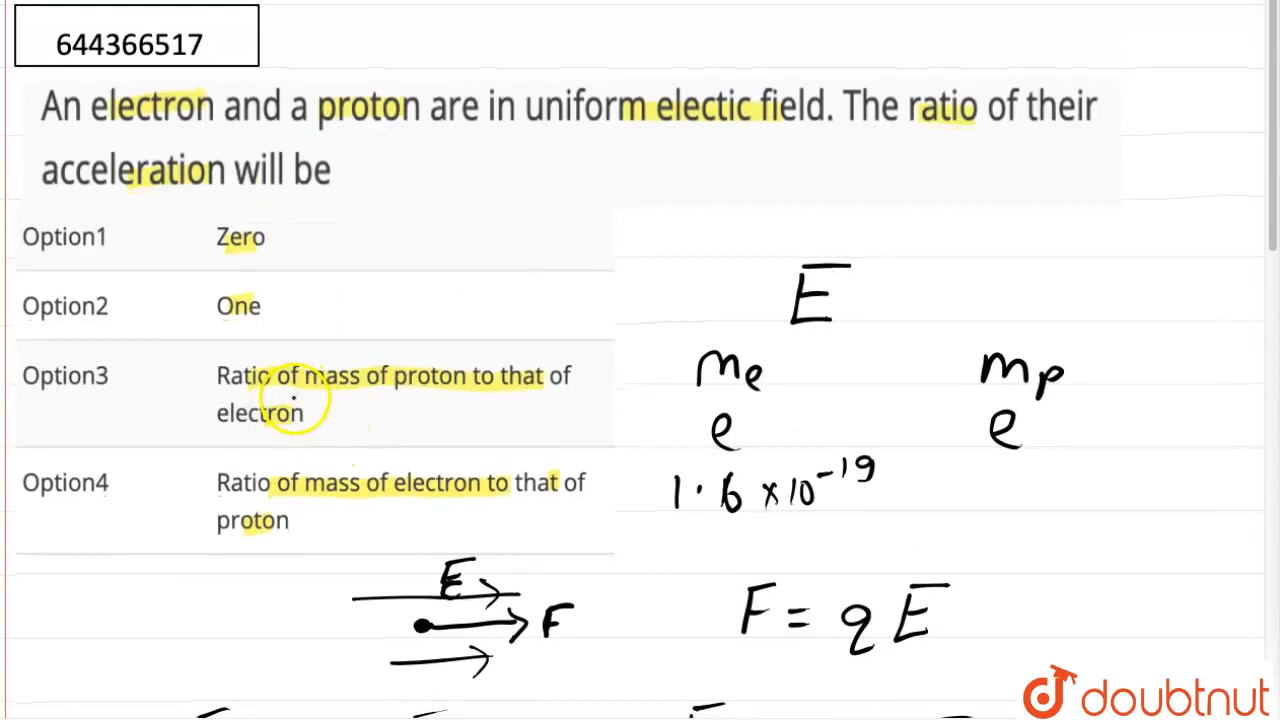 644366517
An electron and a proton are in uniform electic field. The ratio of their
acceleration will be
Option1 Zero
Option2 One
Option3 Ratio of mass of proton to that of
electron
Option4 Ratio of mass of electron to that of
proton
E
me mp
e e
1.6 × 10^-19
E
F
F = qE
doubtnut